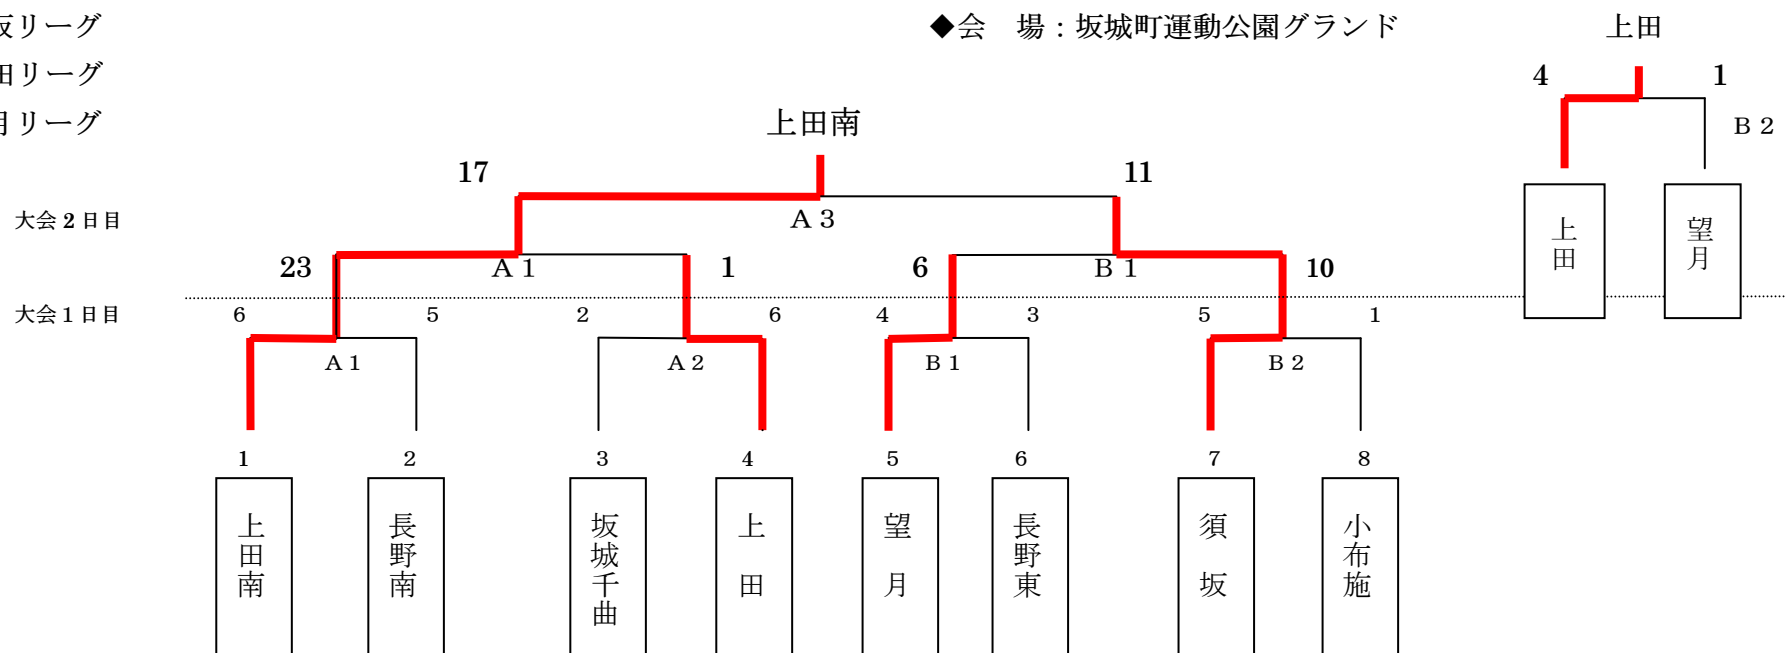 坂リーグ
◆会　場：坂城町運動公園グランド
上田
田リーグ
4
1
月リーグ
上田南
B 2
17
11
大会 2 日目
A 3
上田
望月
23
A 1
1
6
B 1
10
大会 1 日目
6
5
2
6
4
3
5
1
A 1
A 2
B 1
B 2
1
2
3
4
5
6
7
8
上田南
長野南
坂城千曲
上　田
望　月
長野東
須　坂
小布施